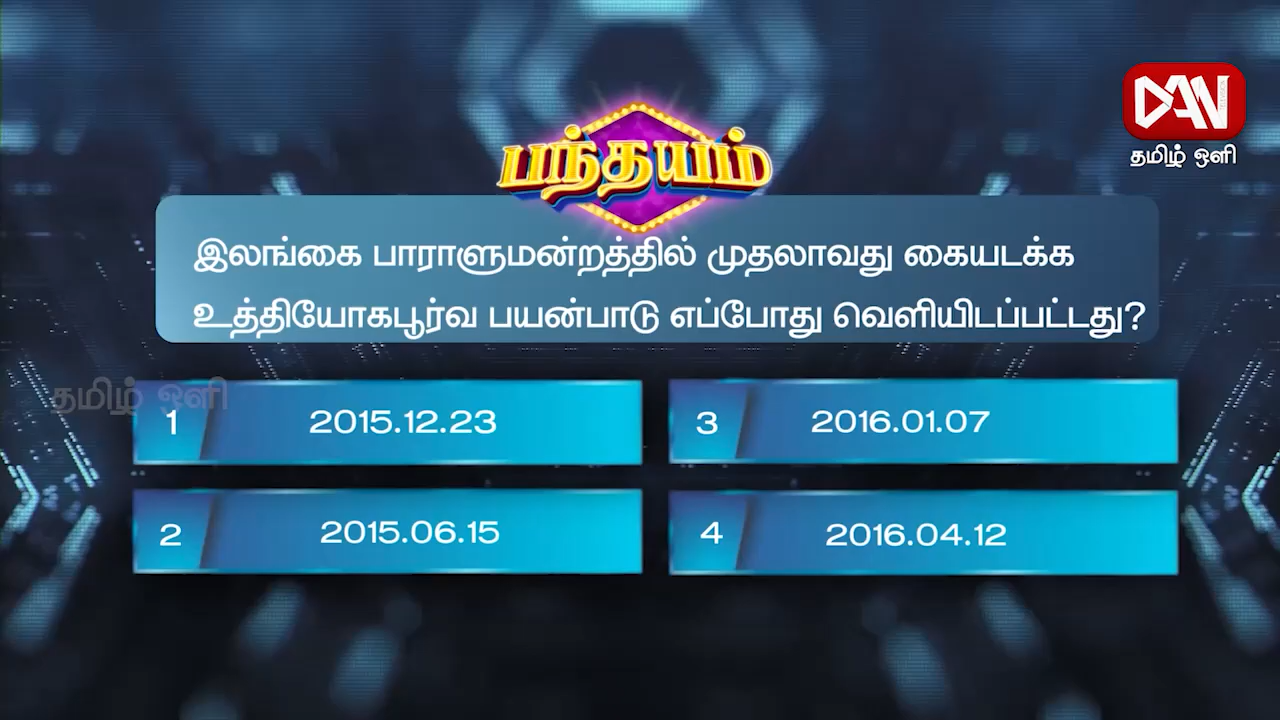 DAN
TELEVISION
தமிழ் ஒளி
பந்தயம்
இலங்கை பாராளுமன்றத்தில் முதலாவது கையடக்க
உத்தியோகபூர்வ பயன்பாடு எப்போது வெளியிடப்பட்டது?
தமிழ் ஒளி
1 2015.12.23
2 2015.06.15
3 2016.01.07
4 2016.04.12